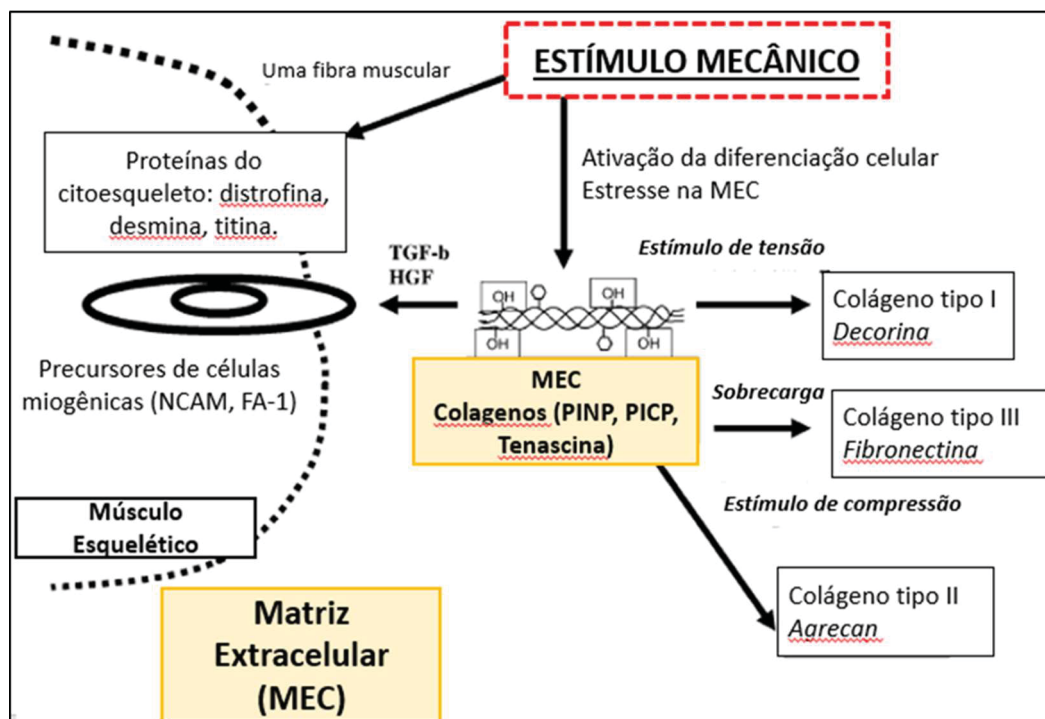 ESTÍMULO MECÂNICO
Uma fibra muscular
Proteínas do
citoesqueleto: distrofina,
desmina, titina.
Ativação da diferenciação celular
Estresse na MEC
TGF-b
HGF
Estímulo de tensão
OH
OH
OH
OH
Colágeno tipo I
Decorina
Precursores de células
miogênicas (NCAM, FA-1)
MEC
Colagenos (PINP, PICP,
Tenascina)
Sobrecarga
Colágeno tipo III
Fibronectina
Estímulo de compressão
Músculo
Esquelético
Colágeno tipo II
Agrecan
Matriz
Extracelular
(MEC)